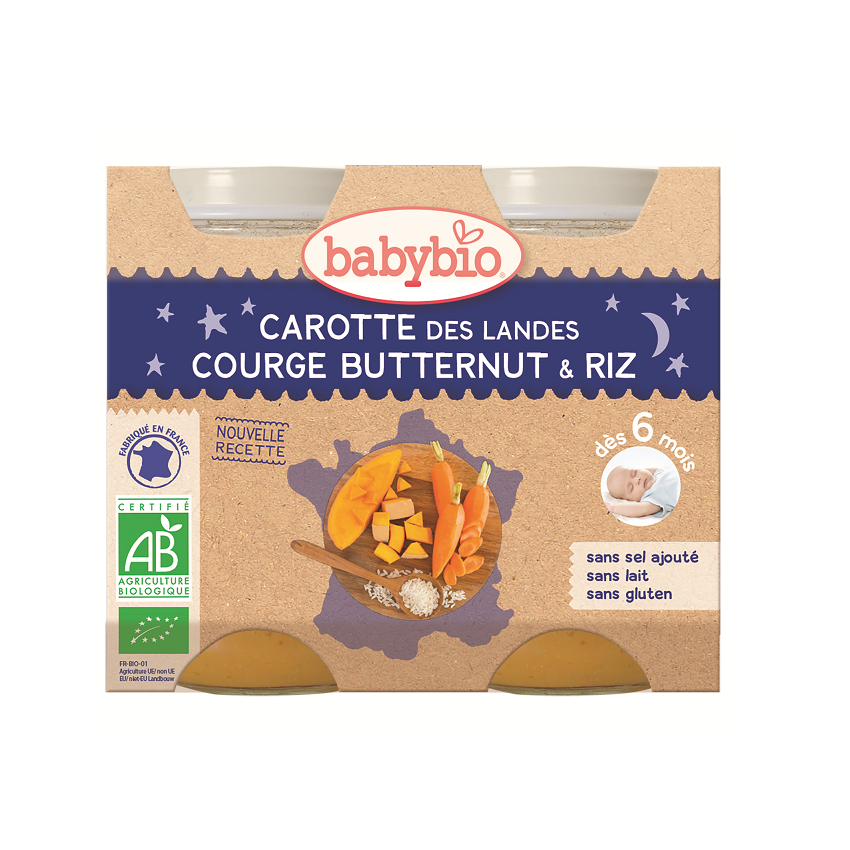 babybio®
CAROTTE DES LANDES
COURGE BUTTERNUT & RIZ
FABRIQUÉ EN FRANCE
NOUVELLE
RECETTE
dès 6 mois
CERTIFIÉ
AB
AGRICULTURE
BIOLOGIQUE
sans sel ajouté
sans lait
sans gluten
FR-BIO-01
Agriculture UE/ non UE
EU/ niet-EU Landbouw